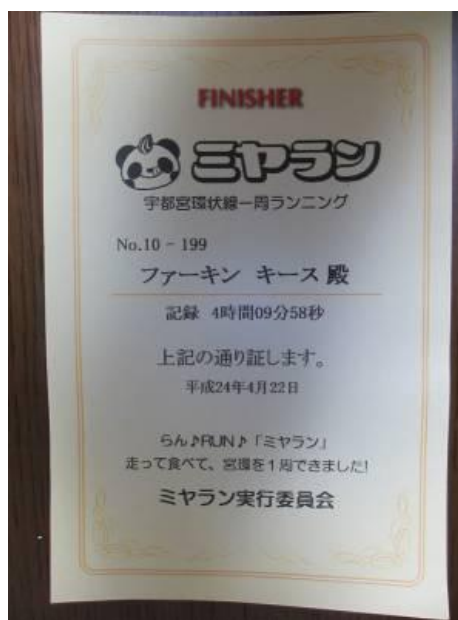 FINISHER
ミヤラン
宇都宮環状線一周ランニング
No.10 - 199
ファーキン キース 殿
記録 4時間09分58秒
上記の通り証します。
平成24年4月22日
らん♪RUN♪「ミヤラン」
走って食べて、宮環を1周できました!
ミヤラン実行委員会